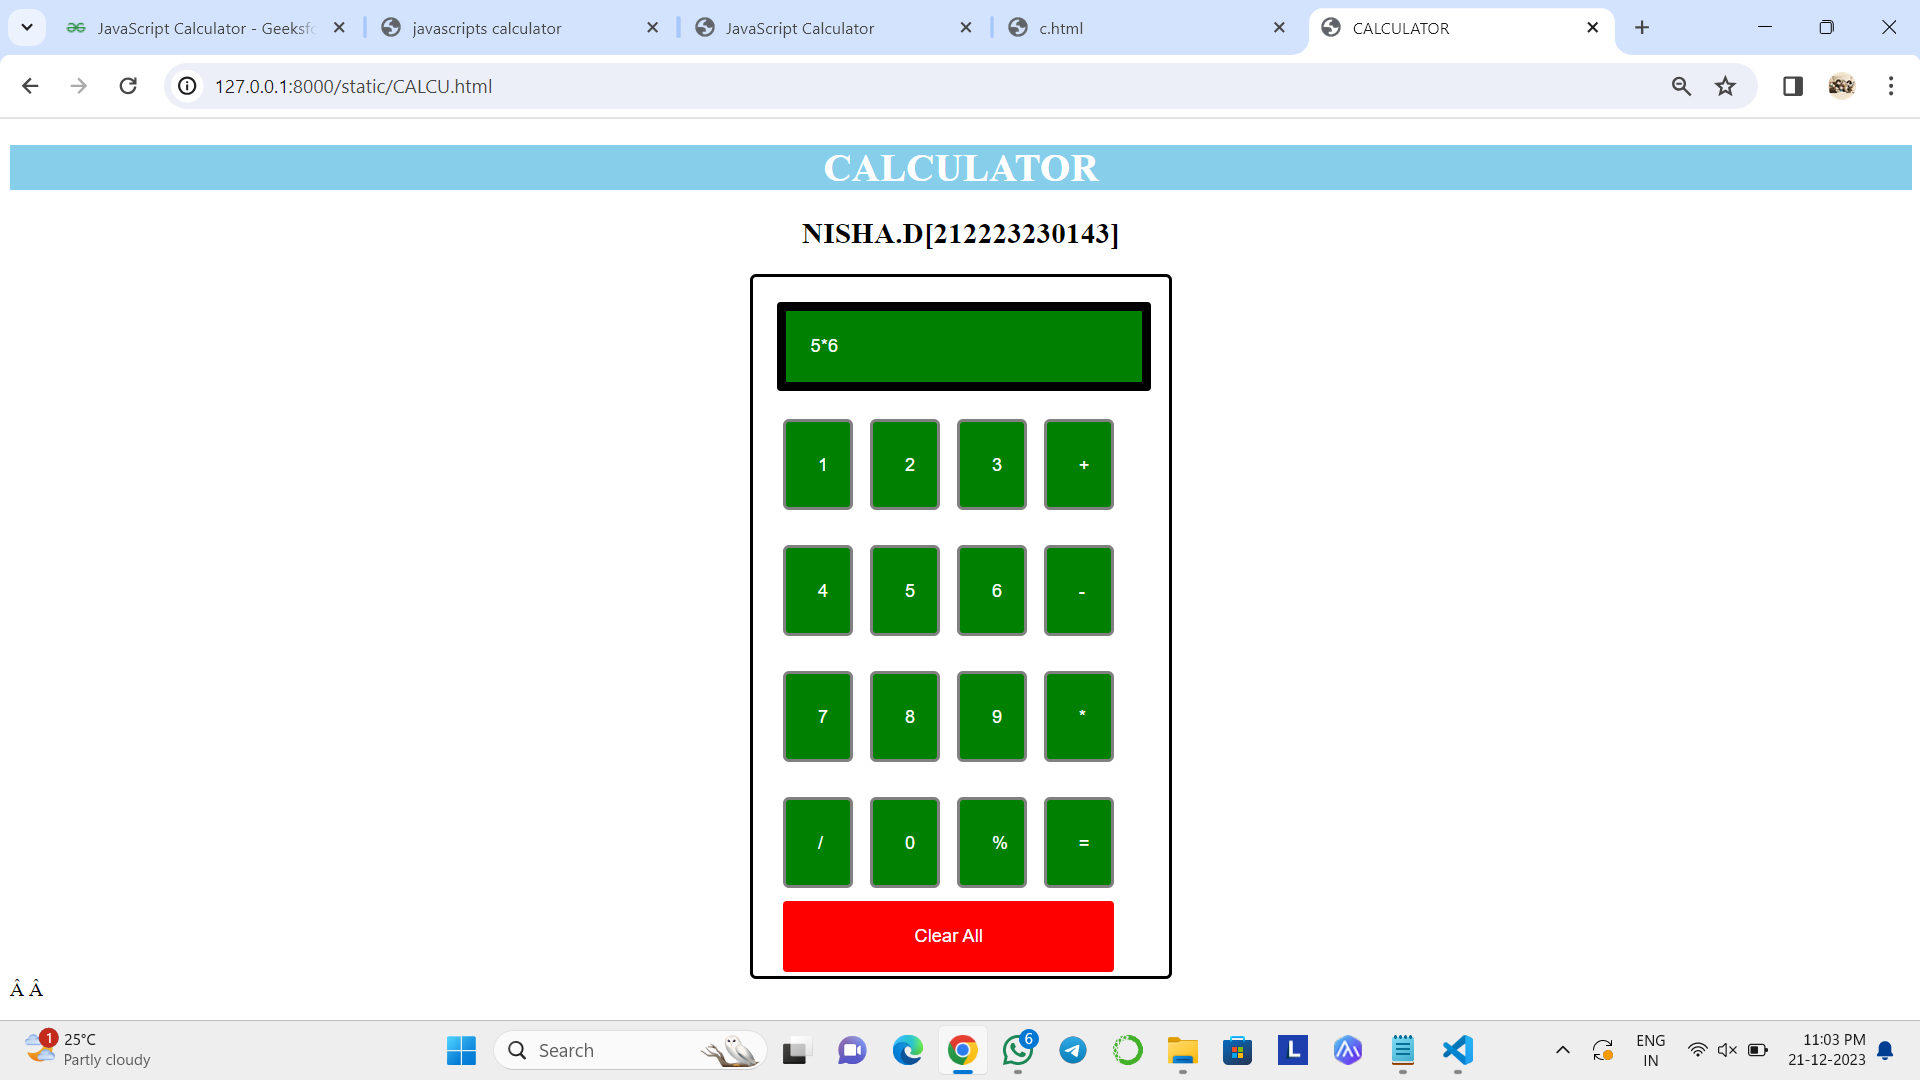 JavaScript Calculator - Geeksfo
javascripts calculator
JavaScript Calculator
c.html
CALCULATOR
127.0.0.1:8000/static/CALCU.html
CALCULATOR
NISHA.D[212223230143]
5*6
1 2 3 +
4 5 6 -
7 8 9 *
/ 0 % =
Clear All
Â Â
1
25°C
Partly cloudy
Search
6
L
ENG
IN
11:03 PM
21-12-2023